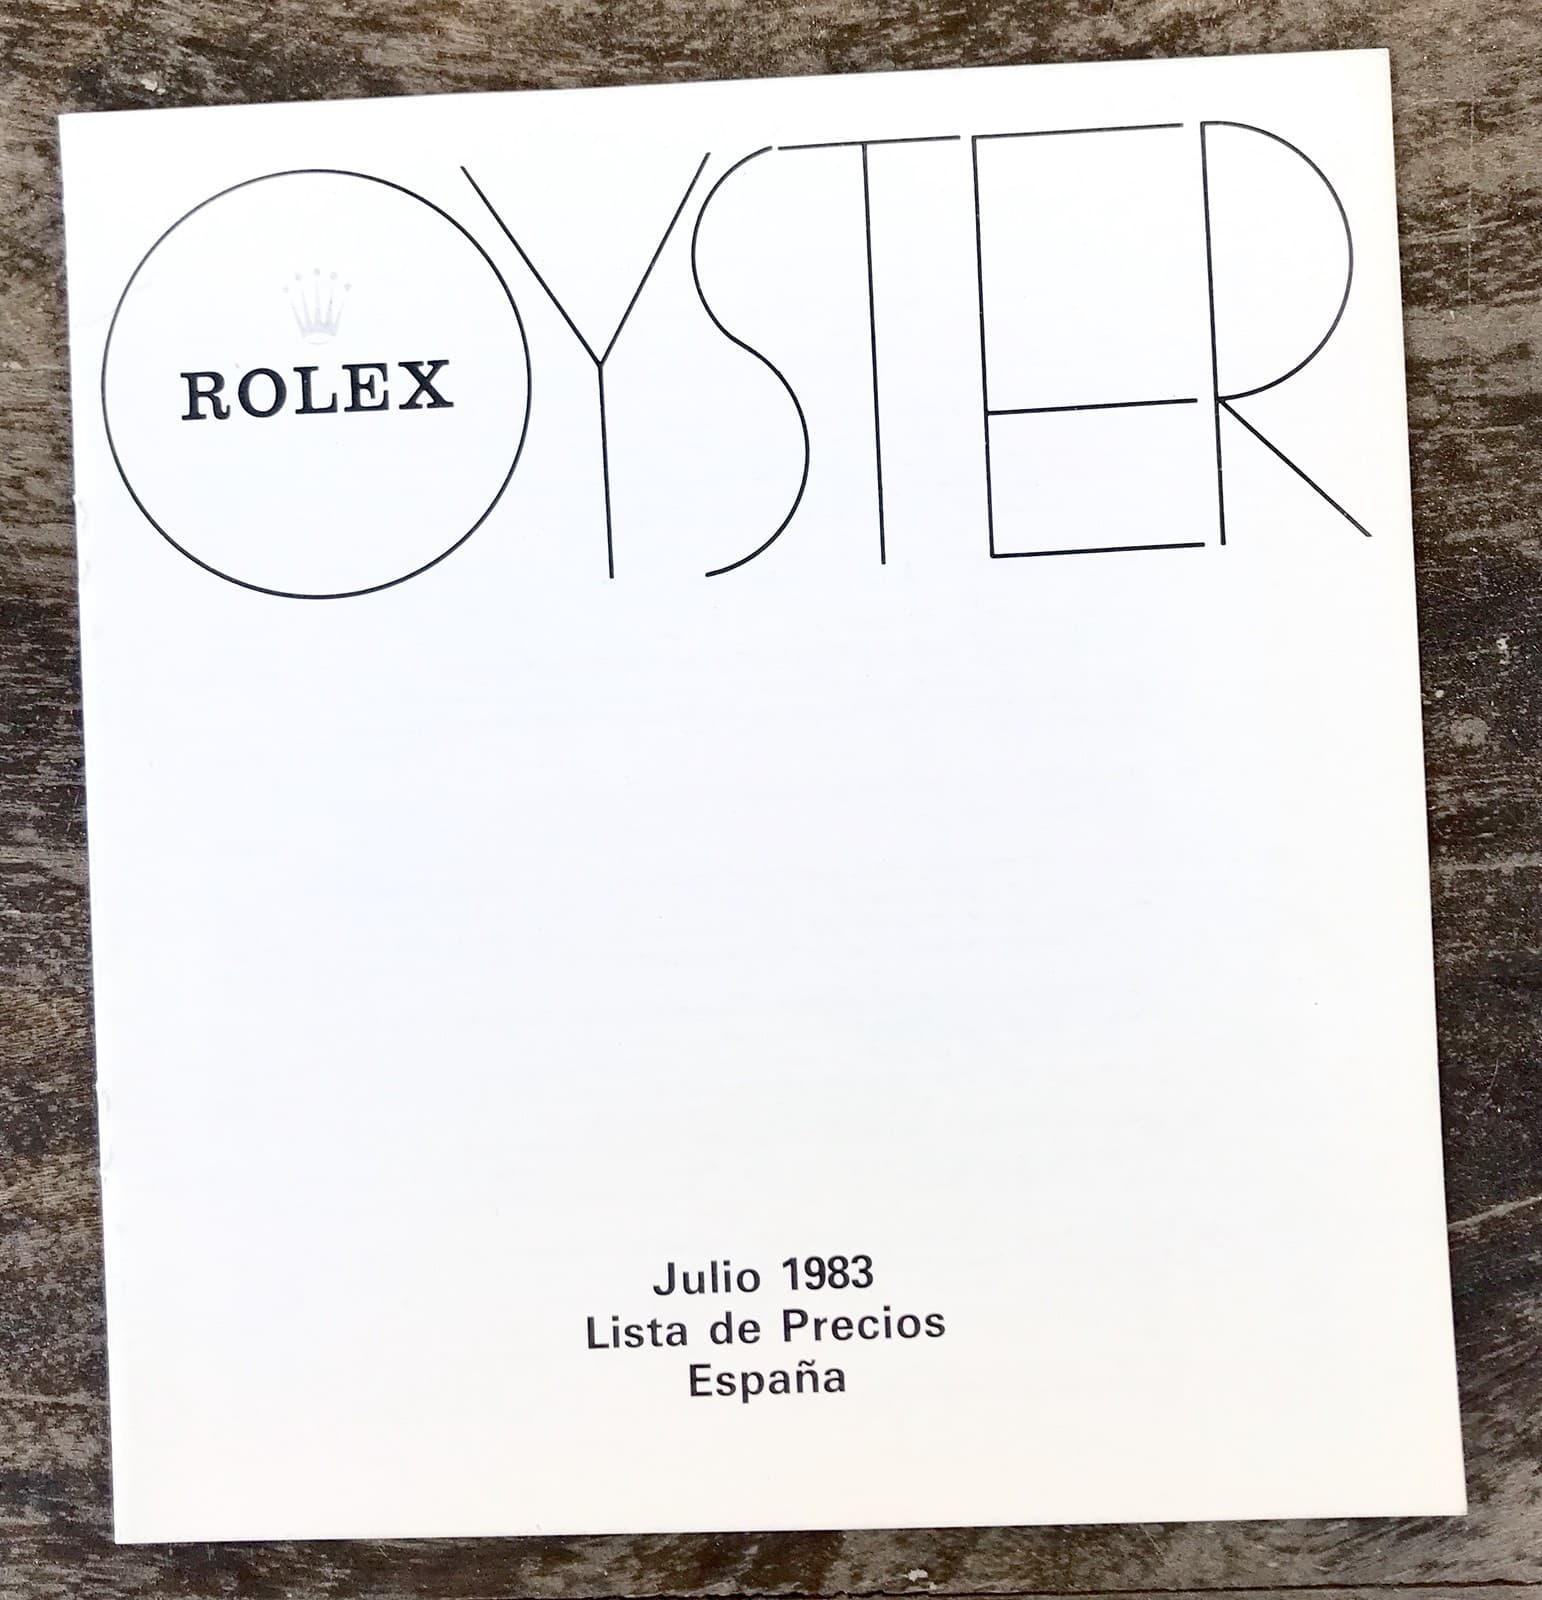 OYSTER
ROLEX
Julio 1983
Lista de Precios
España